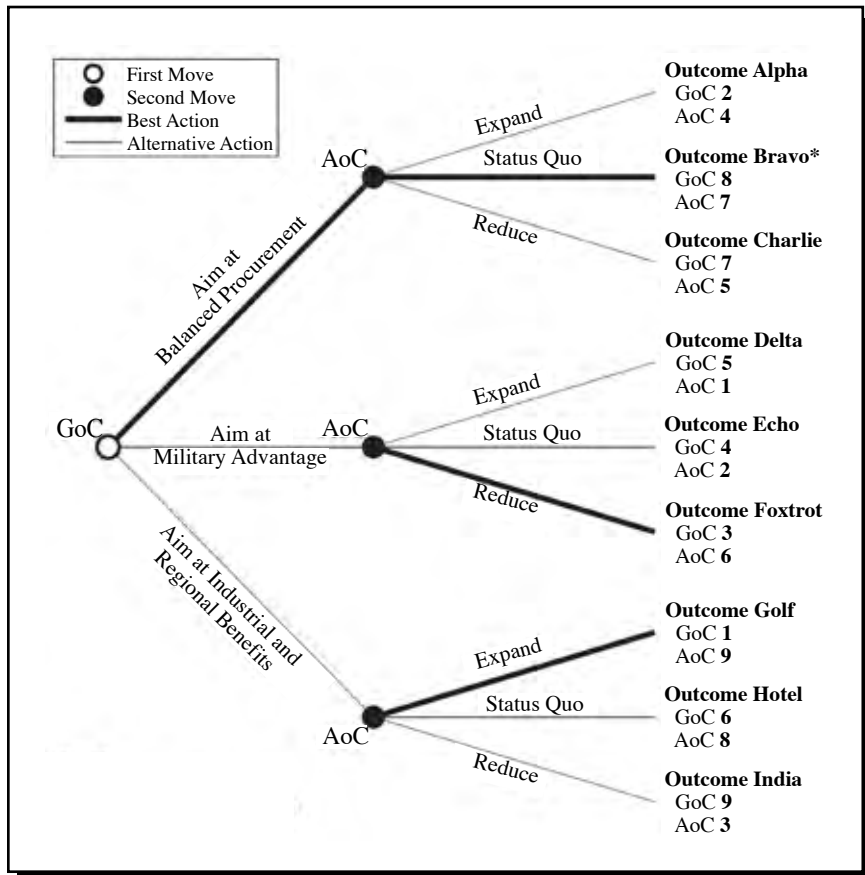 First Move
Second Move
Best Action
Alternative Action
GoC
Aim at
Balanced Procurement
Aim at
Military Advantage
Aim at Industrial and
Regional Benefits
AoC
Expand
Status Quo
Reduce
Outcome Alpha
GoC 2
AoC 4
Outcome Bravo*
GoC 8
AoC 7
Outcome Charlie
GoC 7
AoC 5
AoC
Expand
Status Quo
Reduce
Outcome Delta
GoC 5
AoC 1
Outcome Echo
GoC 4
AoC 2
Outcome Foxtrot
GoC 3
AoC 6
AoC
Expand
Status Quo
Reduce
Outcome Golf
GoC 1
AoC 9
Outcome Hotel
GoC 6
AoC 8
Outcome India
GoC 9
AoC 3